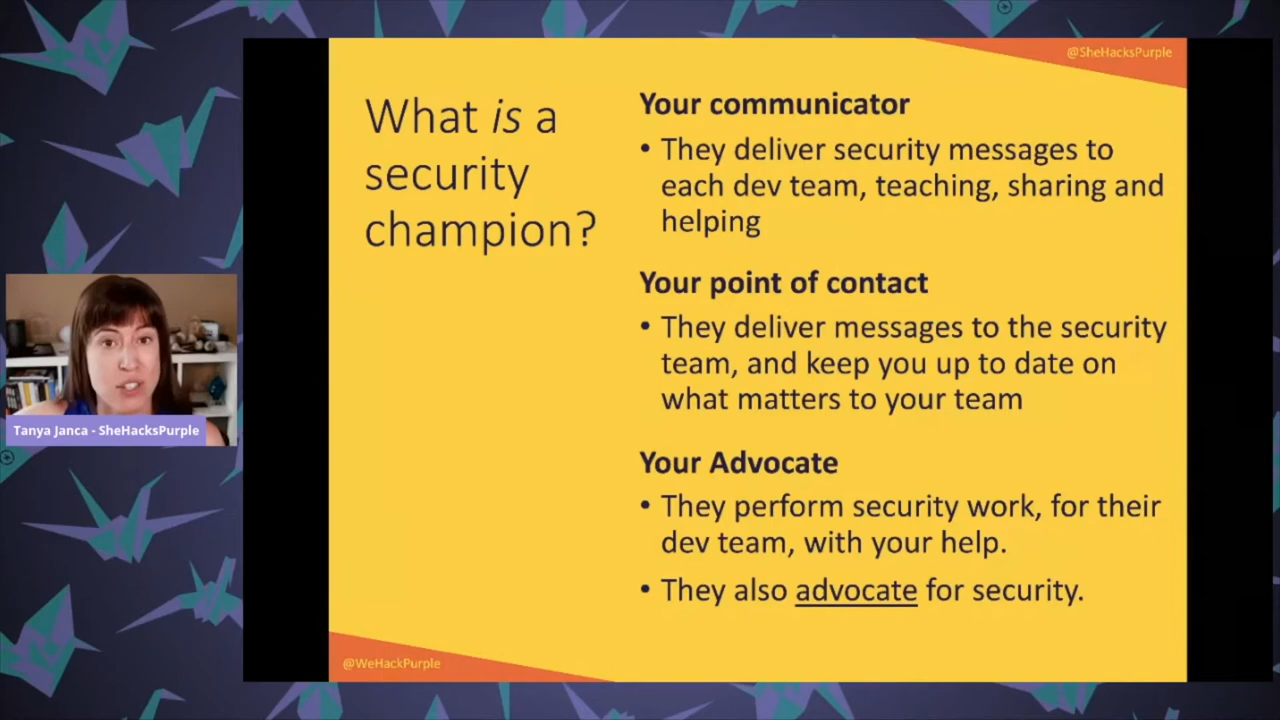 @SheHacksPurple
What is a
security
champion?
Your communicator
• They deliver security messages to
each dev team, teaching, sharing and
helping
Your point of contact
• They deliver messages to the security
team, and keep you up to date on
what matters to your team
Your Advocate
• They perform security work, for their
dev team, with your help.
• They also advocate for security.
@WeHackPurple
Tanya Janca - SheHacksPurple